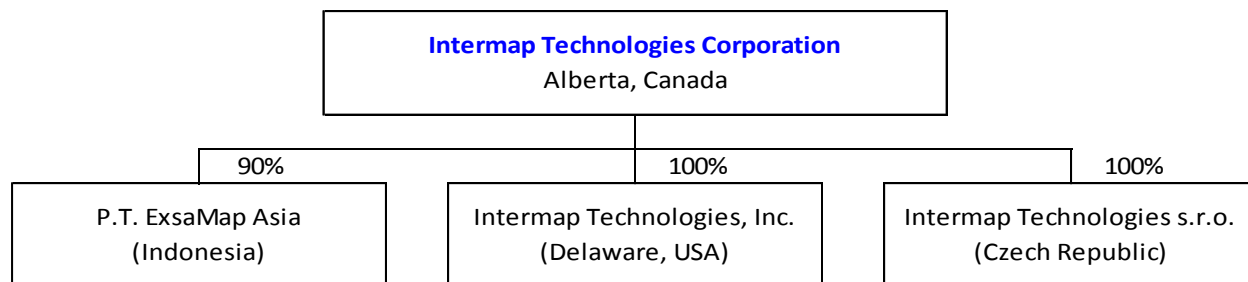 Intermap Technologies Corporation
Alberta, Canada
90%
100%
100%
P.T. ExsaMap Asia
(Indonesia)
Intermap Technologies, Inc.
(Delaware, USA)
Intermap Technologies s.r.o.
(Czech Republic)